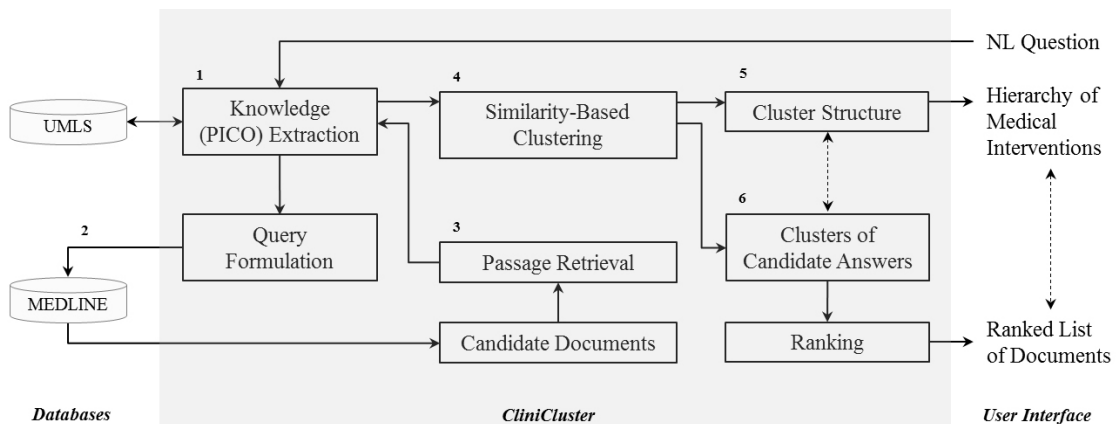 NL Question
1
4
5
UMLS
Knowledge
(PICO) Extraction
Similarity-Based
Clustering
Cluster Structure
Hierarchy of
Medical
Interventions
2
3
6
Query
Formulation
Passage Retrieval
Clusters of
Candidate Answers
MEDLINE
Candidate Documents
Ranking
Ranked List
of Documents
Databases
CliniCluster
User Interface